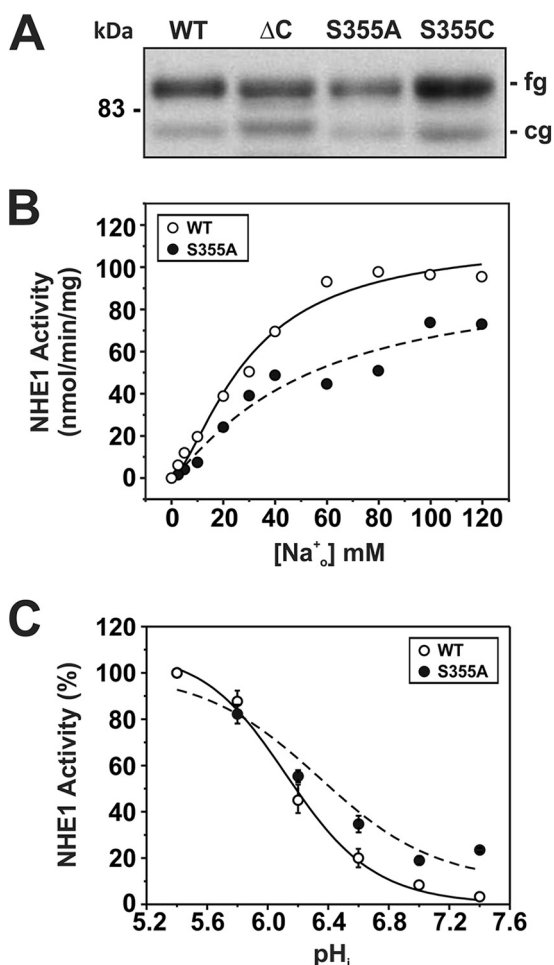 A
kDa WT ΔC S355A S355C
- fg
83 -
- cg
B
WT
S355A
NHE1 Activity
(nmol/min/mg)
120
100
80
60
40
20
0
0 20 40 60 80 100 120
[Na⁺ₒ] mM
C
WT
S355A
NHE1 Activity (%)
120
100
80
60
40
20
0
5.2 5.6 6.0 6.4 6.8 7.2 7.6
pHᵢ